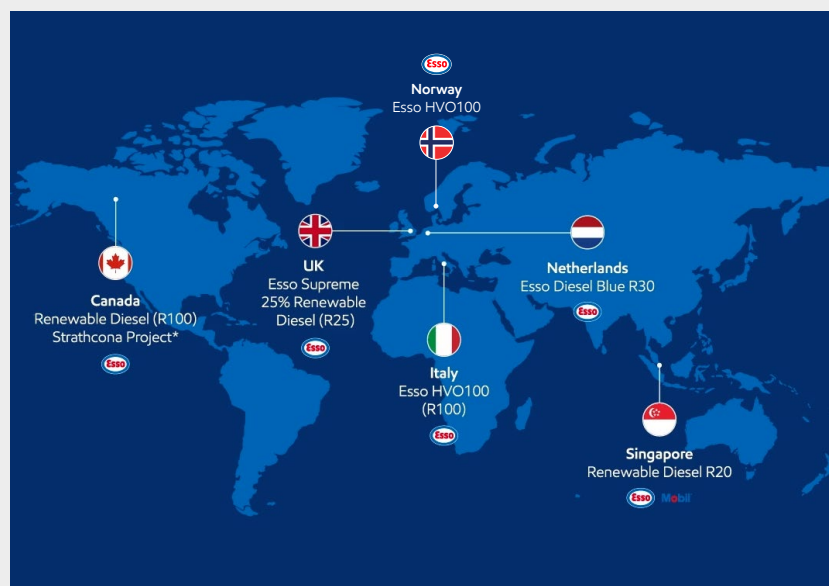 Esso
Norway
Esso HVO100
UK
Esso Supreme
25% Renewable
Diesel (R25)
Esso
Netherlands
Esso Diesel Blue R30
Esso
Canada
Renewable Diesel (R100)
Strathcona Project*
Esso
Italy
Esso HVO100
(R100)
Esso
Singapore
Renewable Diesel R20
Esso Mobil